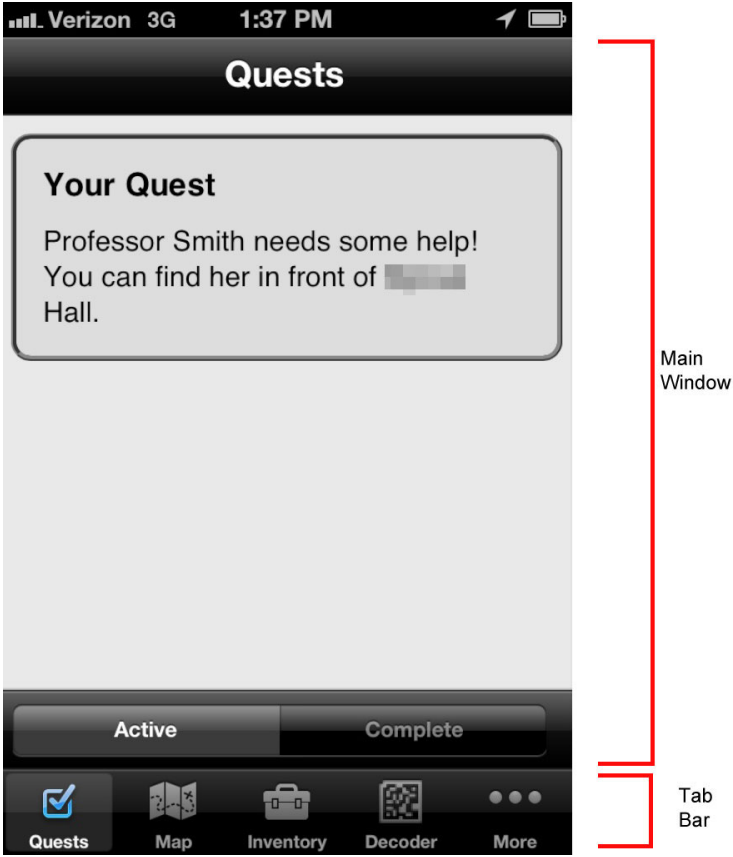 Verizon 3G 1:37 PM
Quests
Your Quest
Professor Smith needs some help!
You can find her in front of
Hall.
Main
Window
Active Complete
Quests Map Inventory Decoder More
Tab
Bar